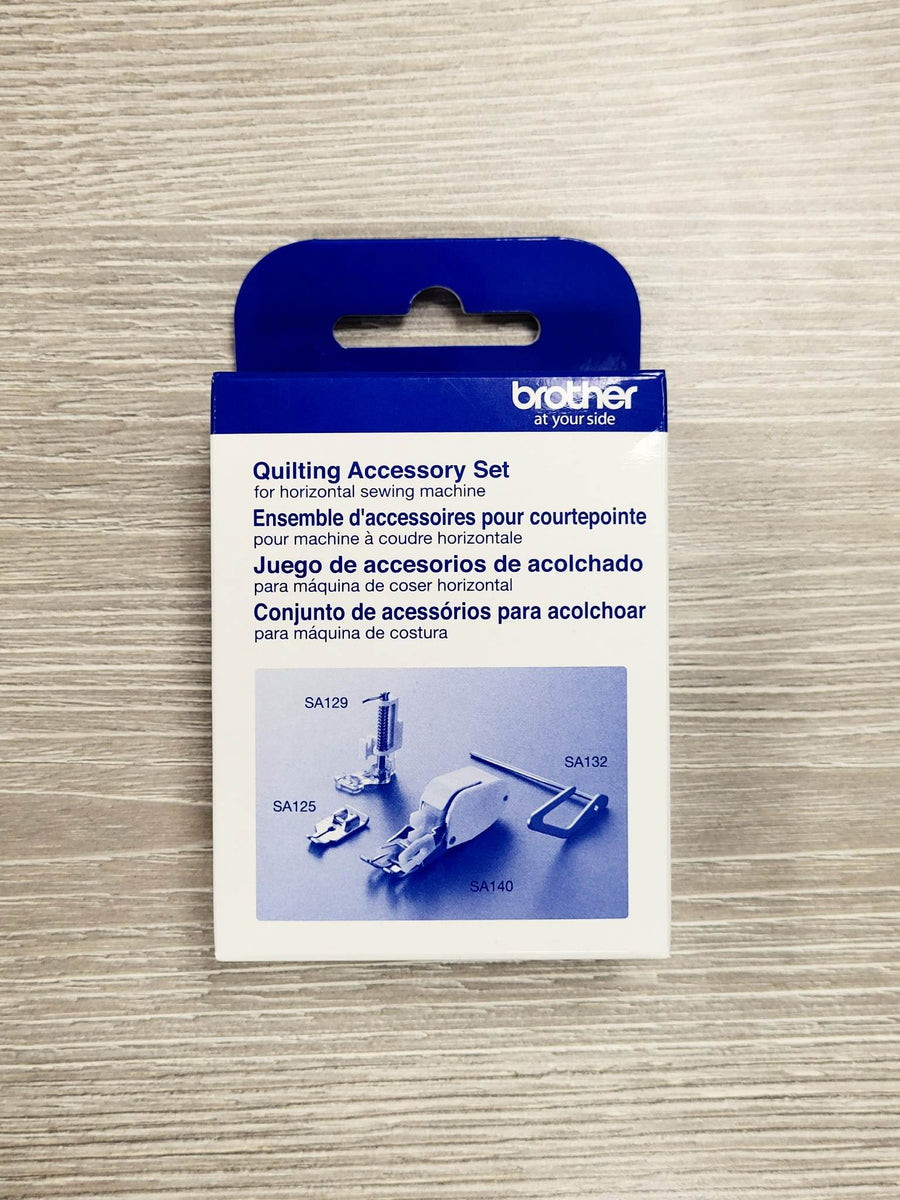 brother
at your side
Quilting Accessory Set
for horizontal sewing machine
Ensemble d'accessoires pour courtepointe
pour machine à coudre horizontale
Juego de accesorios de acolchado
para máquina de coser horizontal
Conjunto de acessórios para acolchoar
para máquina de costura
SA129
SA132
SA125
SA140